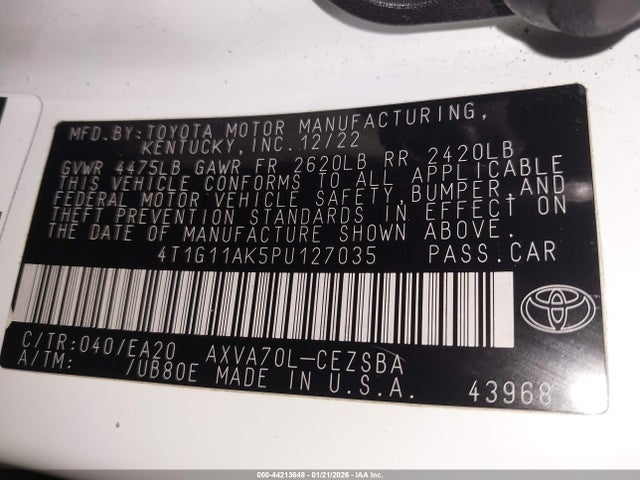 MFD.BY:TOYOTA MOTOR MANUFACTURING,
KENTUCKY,INC.12/22
GVWR 4475LB GAWR FR 2620LB RR 2420LB
THIS VEHICLE CONFORMS TO ALL APPLICABLE
FEDERAL MOTOR VEHICLE SAFETY,BUMPER,AND
THEFT PREVENTION STANDARDS IN EFFECT ON
THE DATE OF MANUFACTURE SHOWN ABOVE.
4T1G11AK5PU127035 PASS.CAR
C/TR:040/EA20 AXVA70L-CEZSBA
A/TM: /UB80E MADE IN U.S.A. 43968
000-44213648 - 01/21/2026 - IAA Inc.